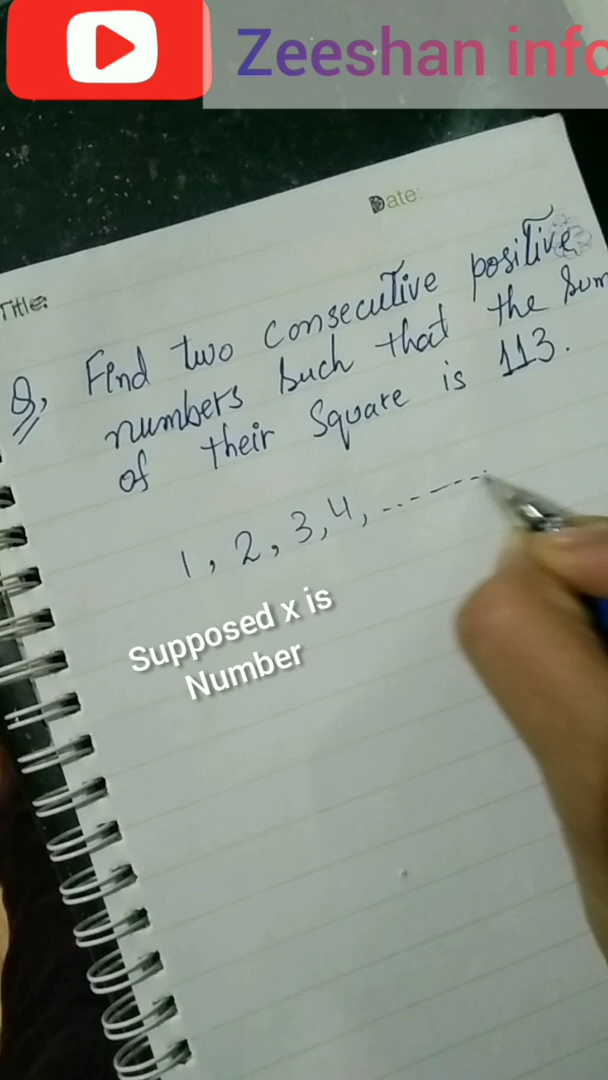 Zeeshan info
Date:
Title:
Q, Find two consecutive positive
numbers such that the sum
of their square is 113.
1, 2, 3, 4, ...----
Supposed x is
Number